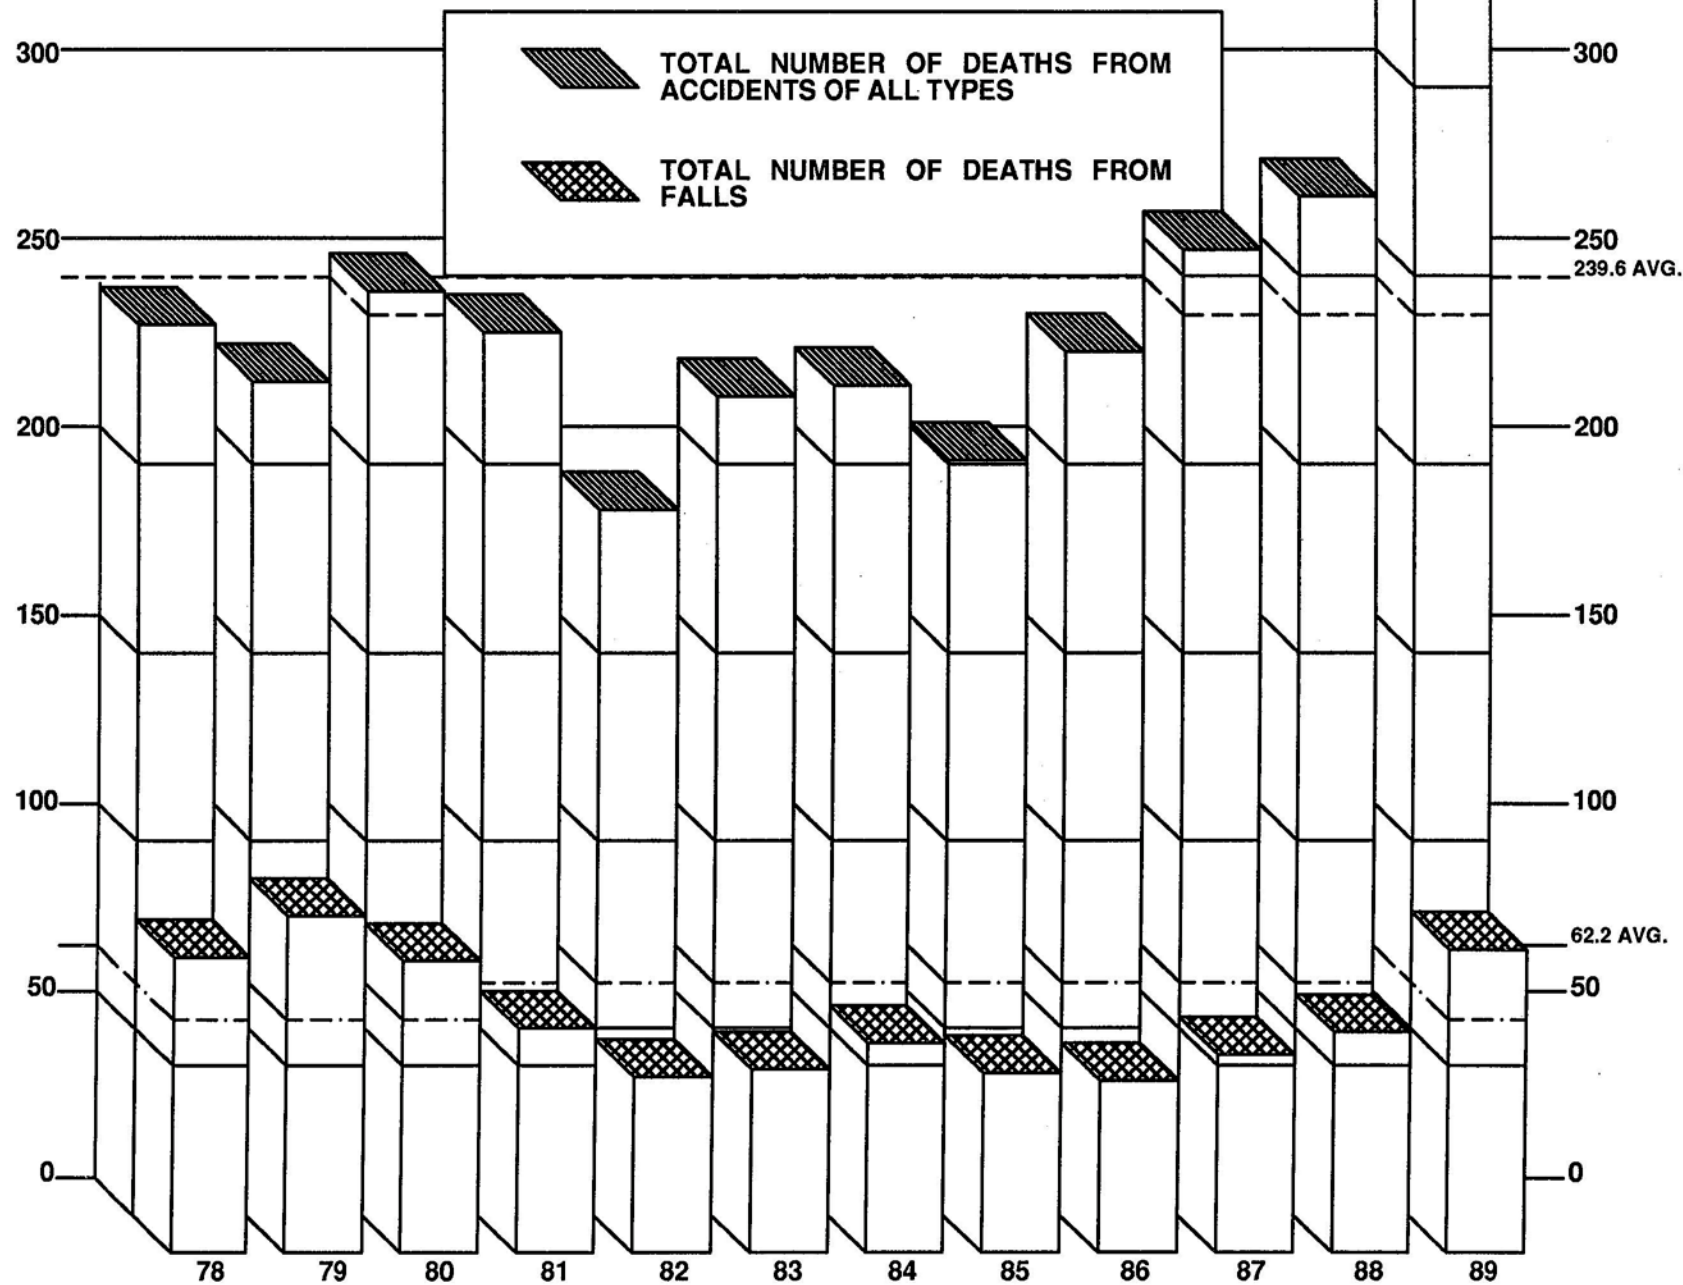 300
TOTAL NUMBER OF DEATHS FROM
ACCIDENTS OF ALL TYPES
300
TOTAL NUMBER OF DEATHS FROM
FALLS
250
250
239.6 AVG.
200
200
150
150
100
100
62.2 AVG.
50
50
0
0
78 79 80 81 82 83 84 85 86 87 88 89